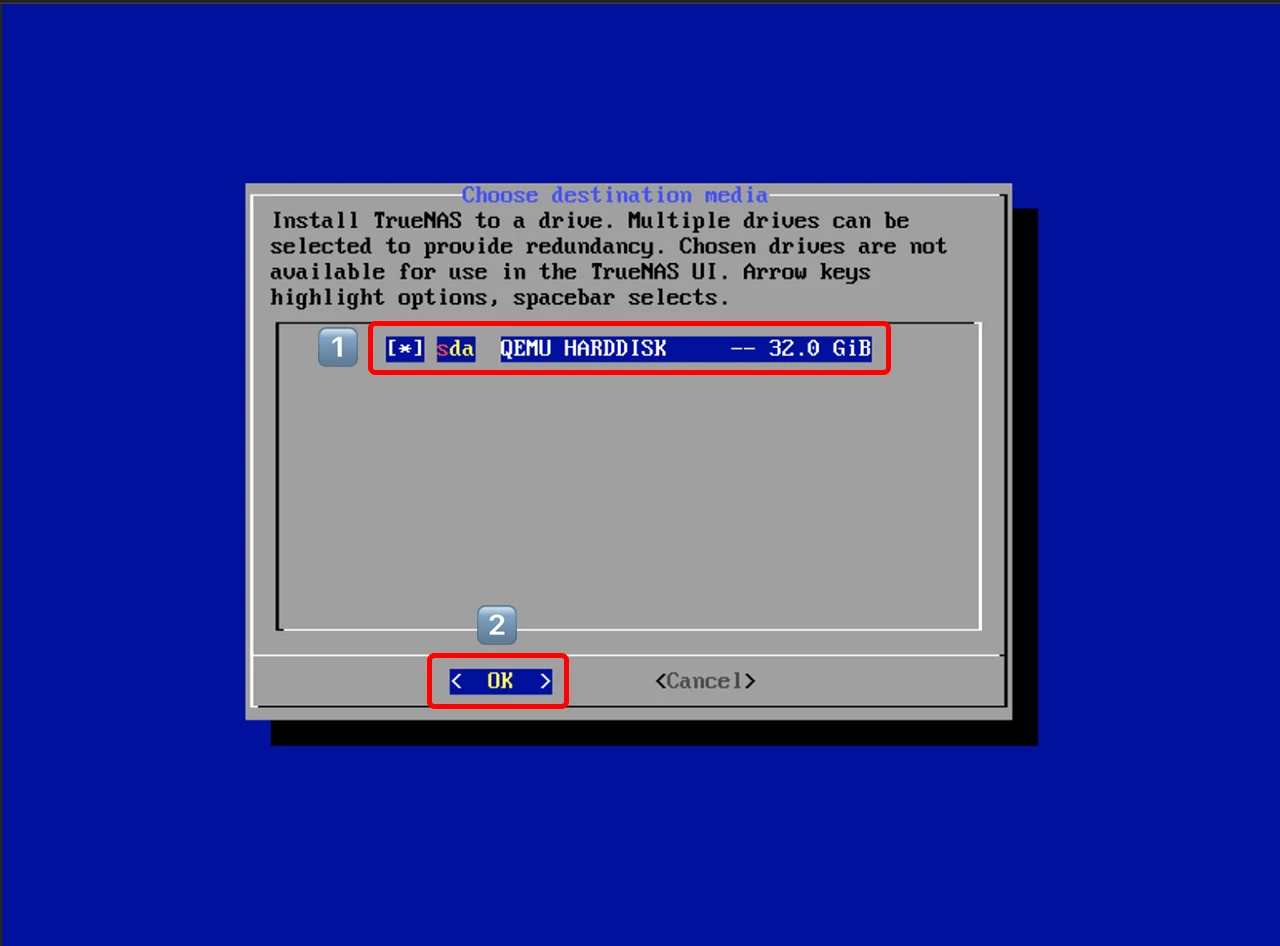 Choose destination media
Install TrueNAS to a drive. Multiple drives can be
selected to provide redundancy. Chosen drives are not
available for use in the TrueNAS UI. Arrow keys
highlight options, spacebar selects.
1 [*] sda QEMU HARDDISK -- 32.0 GiB
2
< OK > <Cancel>